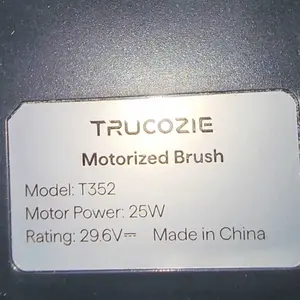 TRUCOZIE
Motorized Brush
Model: T352
Motor Power: 25W
Rating: 29.6V⎓ Made in China